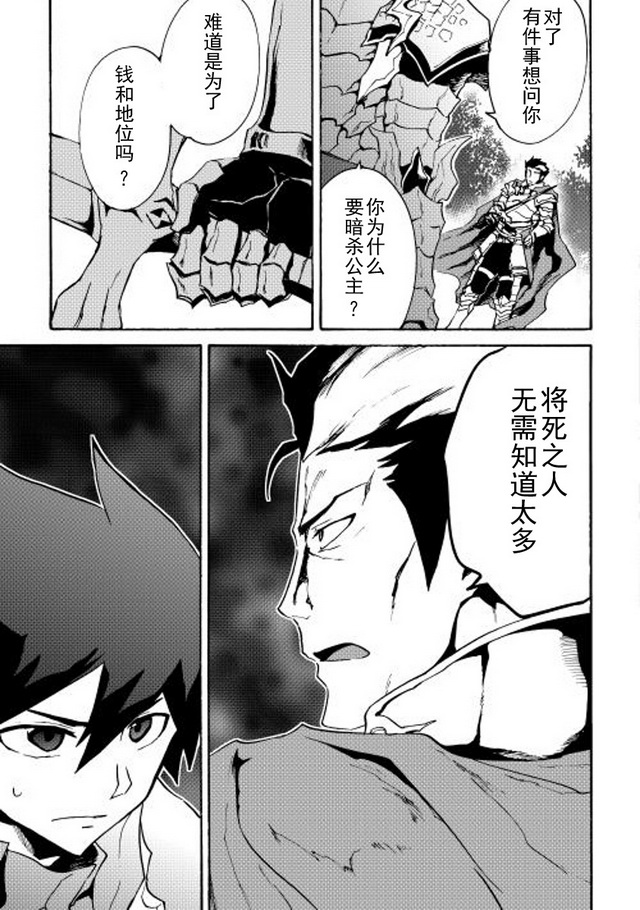 对了
有件事想问你
你为什么
要暗杀公主？
难道是为了
钱和地位吗？
将死之人
无需知道太多